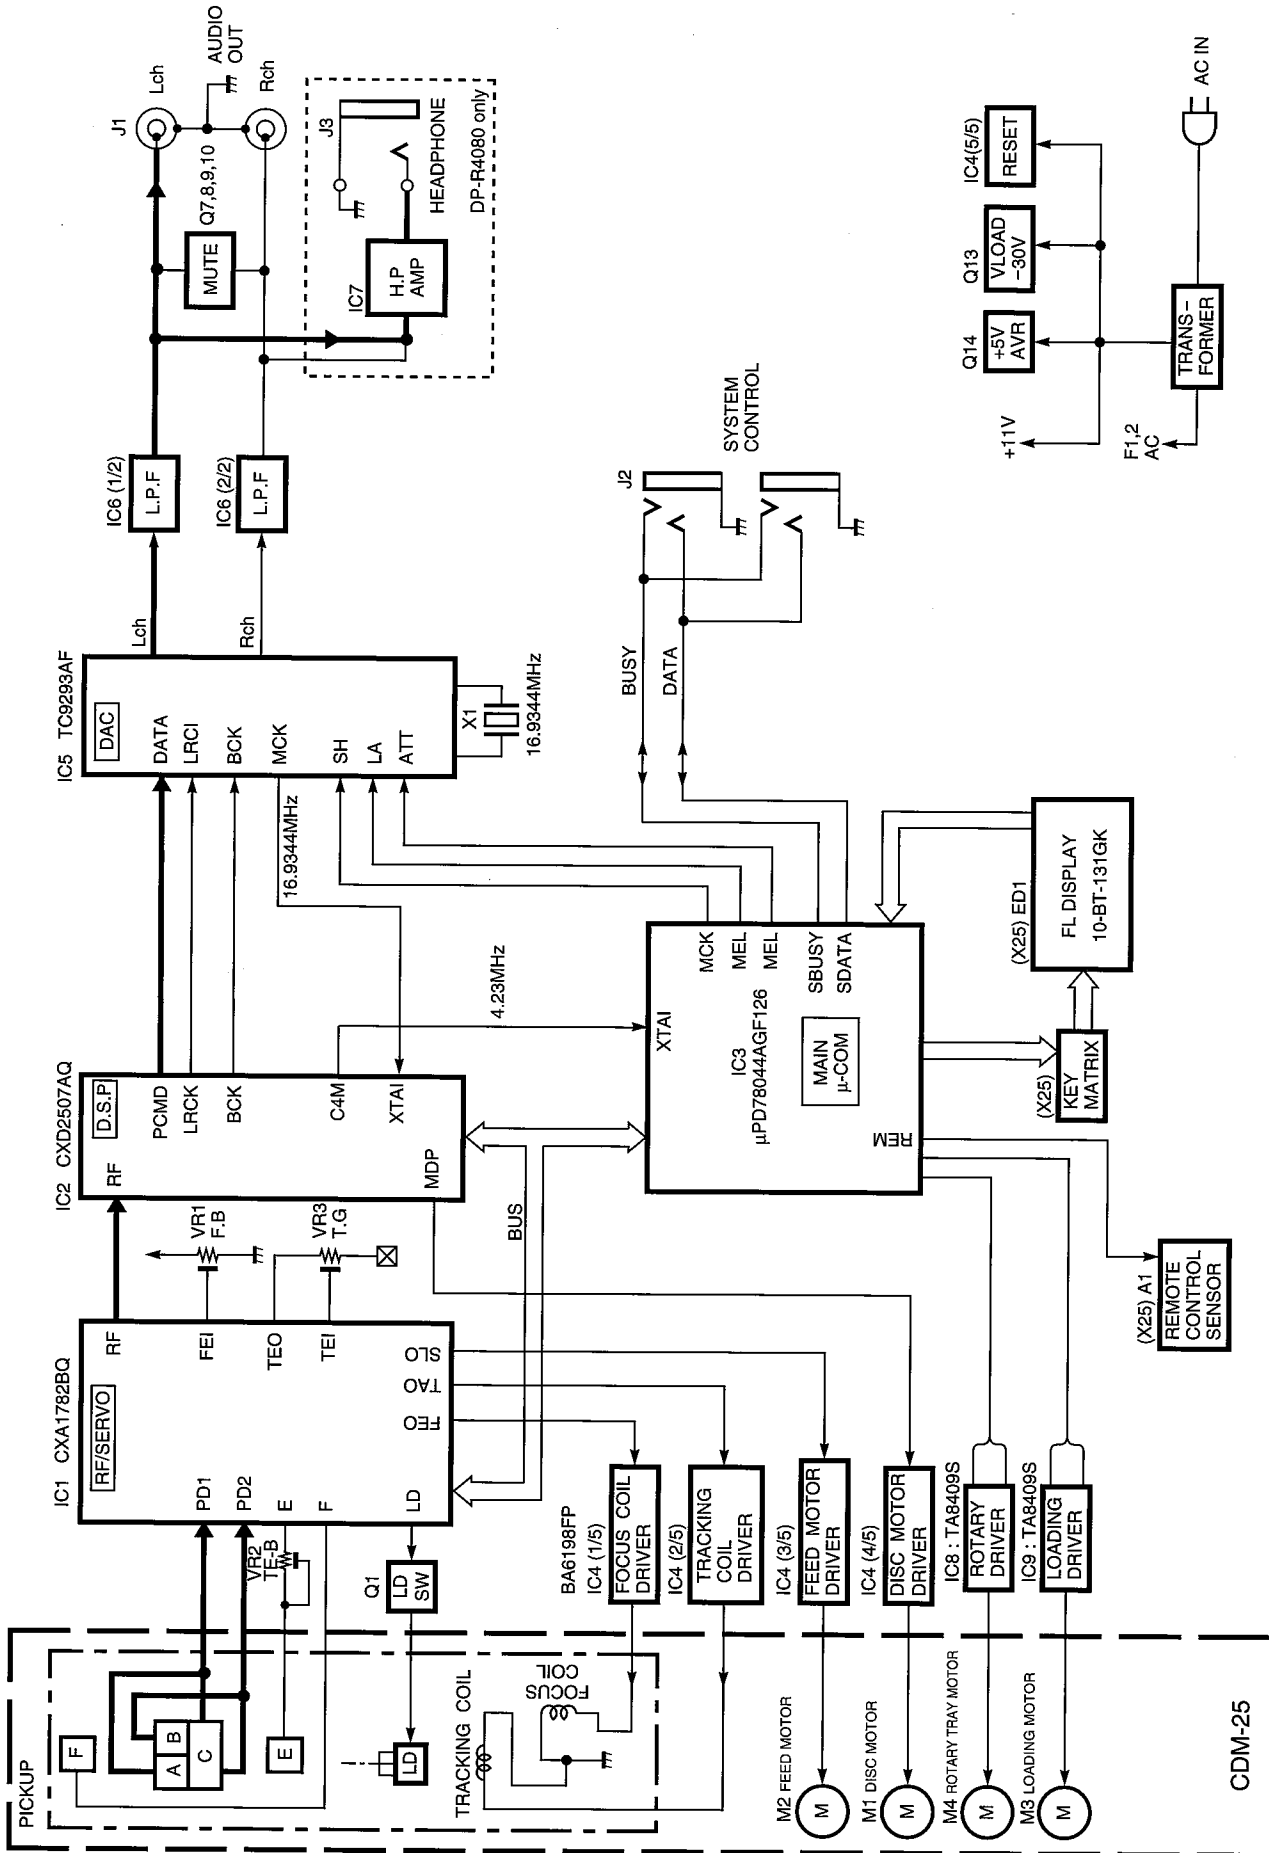 PICKUP
F
A
B
C
E
LD
TRACKING COIL
FOCUS
COIL
M2 FEED MOTOR
M
M1 DISC MOTOR
M
M4 ROTARY TRAY MOTOR
M
M3 LOADING MOTOR
M
CDM-25
IC1 CXA1782BQ
RF/SERVO
PD1
PD2
E
F
LD
RF
FEI
TEO
TEI
FEO
TAO
SLO
VR2
TE-B
Q1
LD
SW
BA6198FP
IC4 (1/5)
FOCUS COIL
DRIVER
IC4 (2/5)
TRACKING
COIL
DRIVER
IC4 (3/5)
FEED MOTOR
DRIVER
IC4 (4/5)
DISC MOTOR
DRIVER
IC8 : TA8409S
ROTARY
DRIVER
IC9 : TA8409S
LOADING
DRIVER
VR1
F.B
VR3
T.G
BUS
(X25) A1
REMOTE
CONTROL
SENSOR
IC2 CXD2507AQ
D.S.P
RF
MDP
PCMD
LRCK
BCK
C4M
XTAI
4.23MHz
16.9344MHz
IC3
µPD78044AGF126
MAIN
µ-COM
XTAI
REM
MCK
MEL
MEL
SBUSY
SDATA
(X25)
KEY
MATRIX
(X25) ED1
FL DISPLAY
10-BT-131GK
IC5 TC9293AF
DAC
DATA
LRCI
BCK
MCK
SH
LA
ATT
Lch
Rch
X1
16.9344MHz
BUSY
DATA
J2
SYSTEM
CONTROL
IC6 (1/2)
L.P.F
IC6 (2/2)
L.P.F
MUTE
Q7,8,9,10
J1
Lch
AUDIO
OUT
Rch
IC7
H.P
AMP
J3
HEADPHONE
DP-R4080 only
+11V
F1,2
AC
Q14
+5V
AVR
Q13
VLOAD
-30V
IC4(5/5)
RESET
TRANS-
FORMER
AC IN